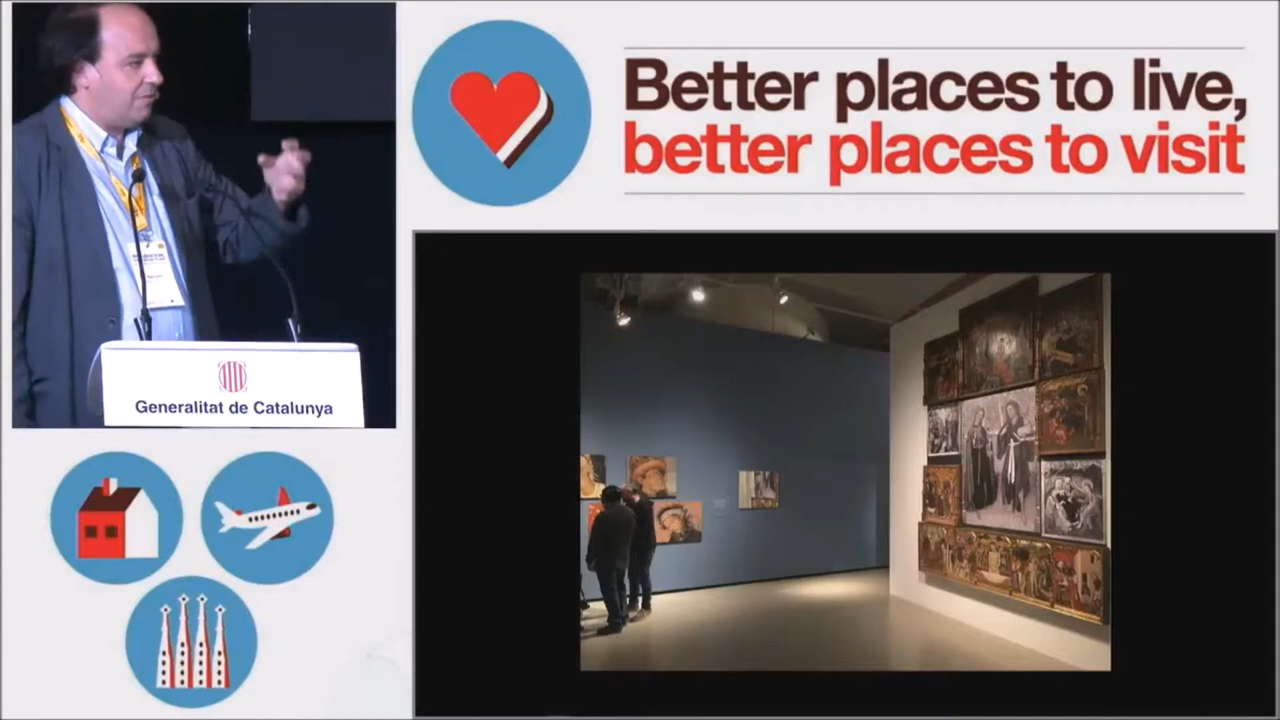 Better places to live,
better places to visit
Generalitat de Catalunya